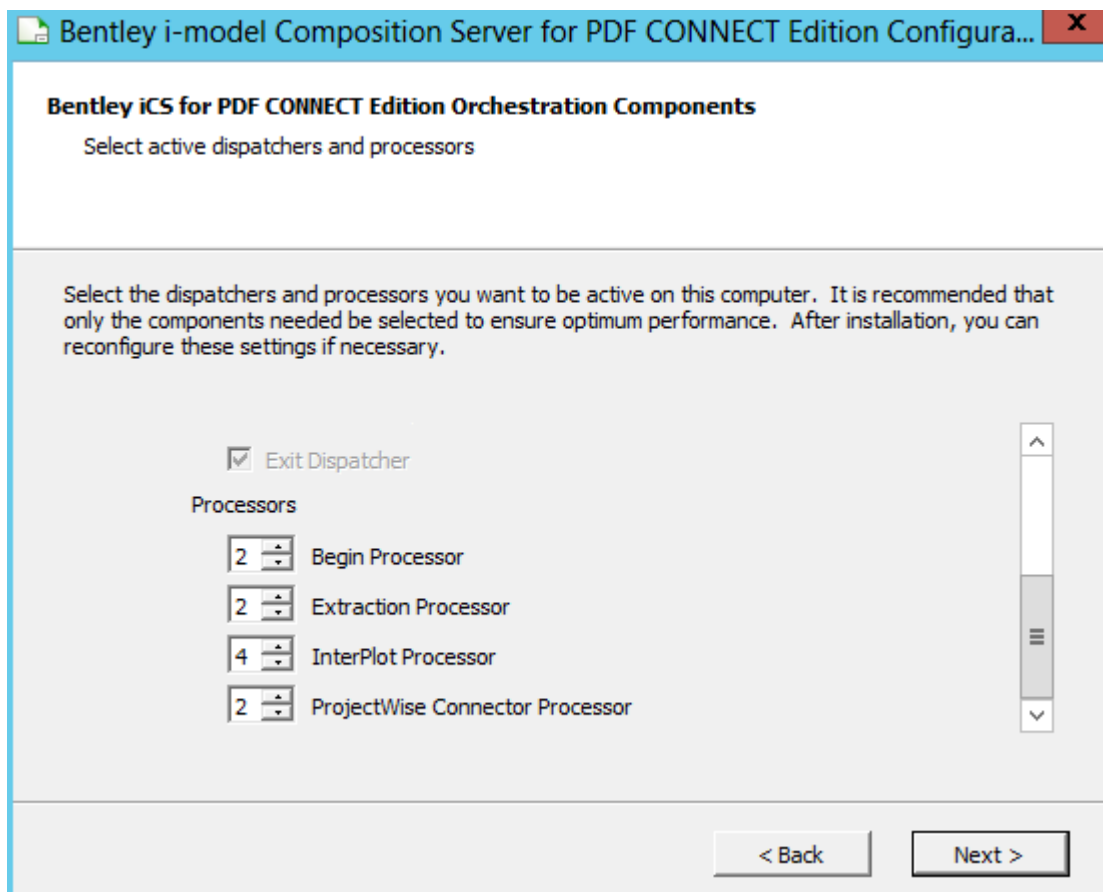 Bentley i-model Composition Server for PDF CONNECT Edition Configura...
X
Bentley iCS for PDF CONNECT Edition Orchestration Components
Select active dispatchers and processors
Select the dispatchers and processors you want to be active on this computer.  It is recommended that
only the components needed be selected to ensure optimum performance.  After installation, you can
reconfigure these settings if necessary.
Exit Dispatcher
Processors
2 Begin Processor
2 Extraction Processor
4 InterPlot Processor
2 ProjectWise Connector Processor
< Back Next >